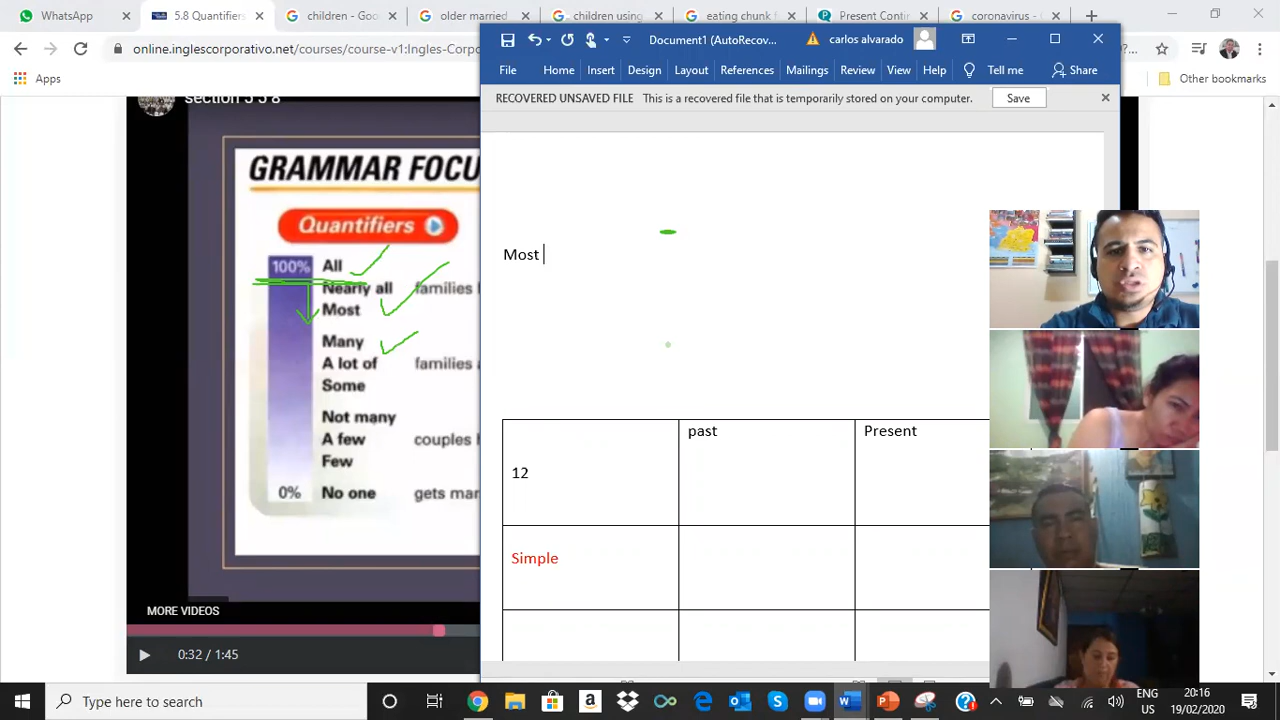 5.8 Quantifiers
children - Goo
older married
children using
eating chunk f
Present Contin
coronavirus - G
online.inglescorporativo.net/courses/course-v1:Ingles-Corp
Apps
Other bookmarks
Document1 (AutoRecov...
carlos alvarado
File Home Insert Design Layout References Mailings Review View Help Tell me Share
RECOVERED UNSAVED FILE This is a recovered file that is temporarily stored on your computer. Save
section 5 5 8
GRAMMAR FOCU
Quantifiers
100% All
Nearly all families h
Most
Many
A lot of families a
Some
Not many
A few couples h
Few
0% No one gets mar
MORE VIDEOS
0:32 / 1:45
Most
past Present
12
Simple
Type here to search
ENG
US
20:16
19/02/2020